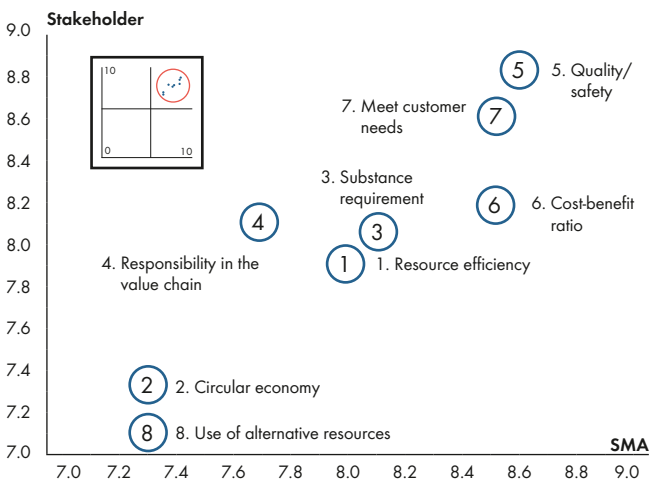 Stakeholder
9.0
8.8
8.6
8.4
8.2
8.0
7.8
7.6
7.4
7.2
7.0
10
0
10
5
5. Quality/
safety
7. Meet customer
needs
7
3. Substance
requirement
6
6. Cost-benefit
ratio
4
3
4. Responsibility in the
value chain
1
1. Resource efficiency
2
2. Circular economy
8
8. Use of alternative resources
SMA
7.0 7.2 7.4 7.6 7.8 8.0 8.2 8.4 8.6 8.8 9.0